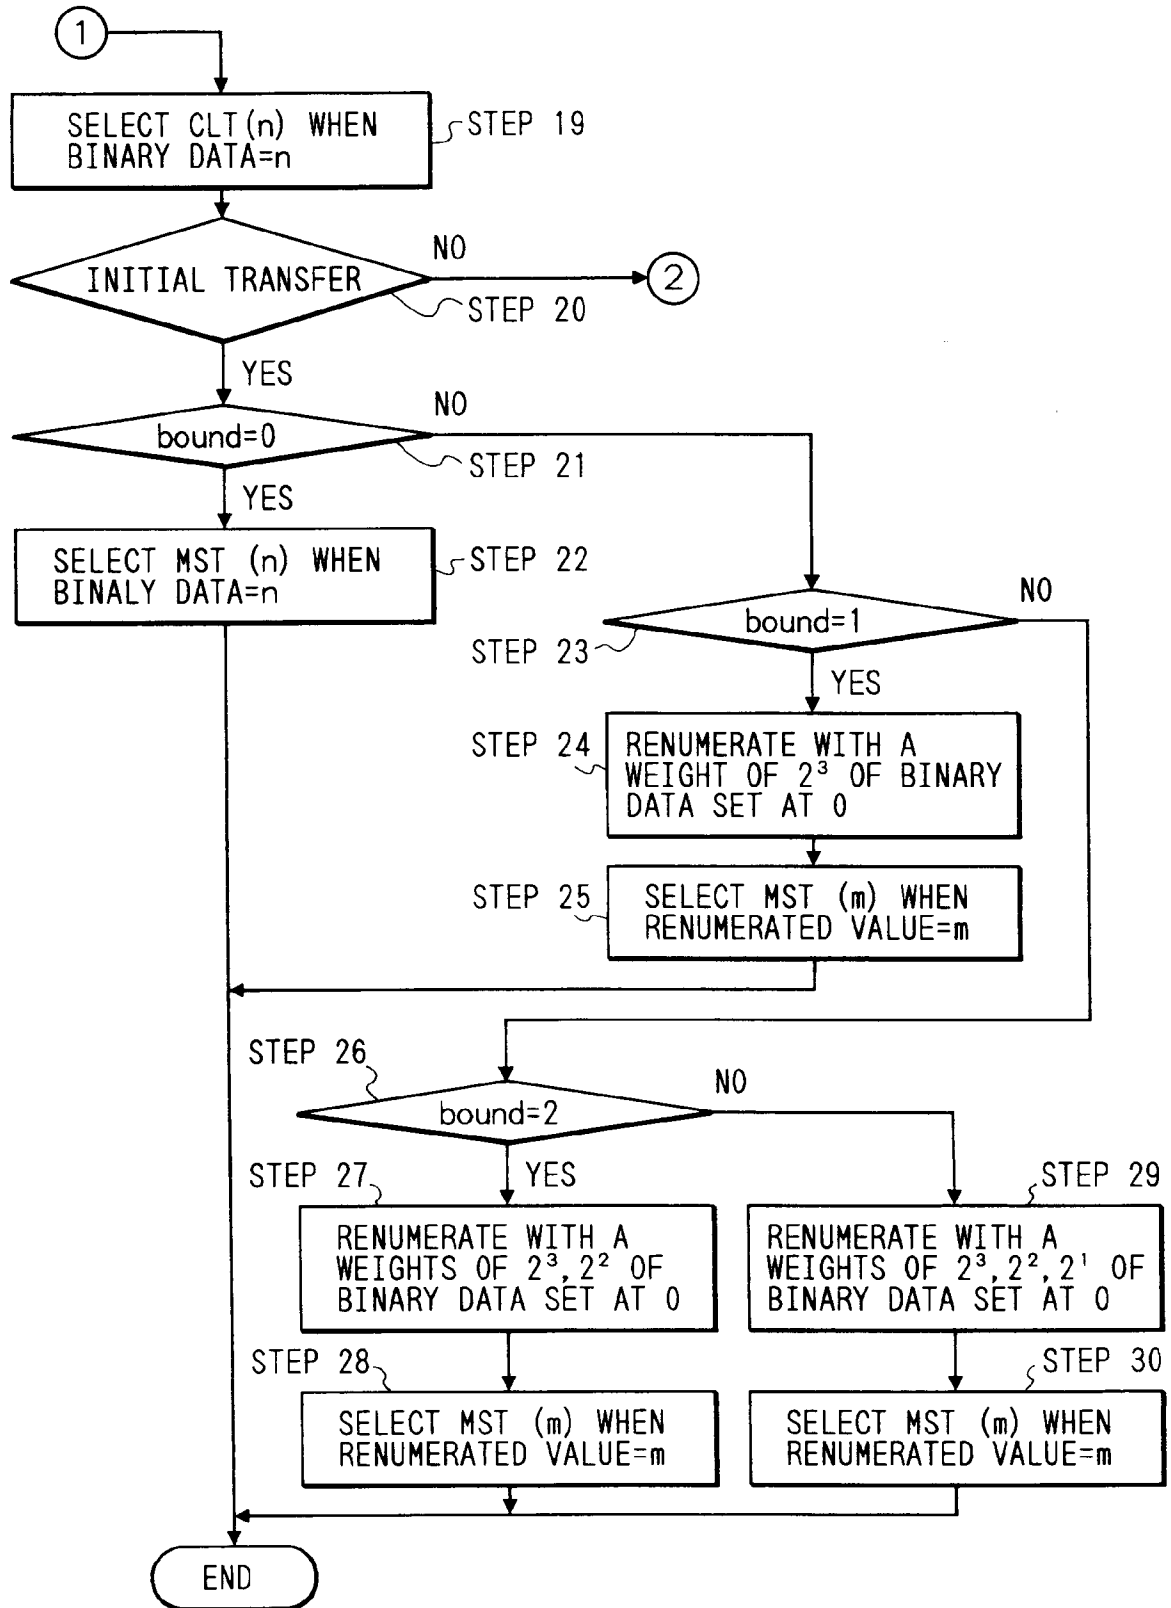 1
SELECT CLT(n) WHEN
BINARY DATA=n
STEP 19
INITIAL TRANSFER
NO
2
STEP 20
YES
bound=0
NO
STEP 21
YES
SELECT MST (n) WHEN
BINALY DATA=n
STEP 22
bound=1
NO
STEP 23
YES
STEP 24
RENUMERATE WITH A
WEIGHT OF 2³ OF BINARY
DATA SET AT 0
STEP 25
SELECT MST (m) WHEN
RENUMERATED VALUE=m
STEP 26
bound=2
NO
YES
STEP 27
RENUMERATE WITH A
WEIGHTS OF 2³,2² OF
BINARY DATA SET AT 0
STEP 29
RENUMERATE WITH A
WEIGHTS OF 2³,2²,2¹ OF
BINARY DATA SET AT 0
STEP 28
SELECT MST (m) WHEN
RENUMERATED VALUE=m
STEP 30
SELECT MST (m) WHEN
RENUMERATED VALUE=m
END